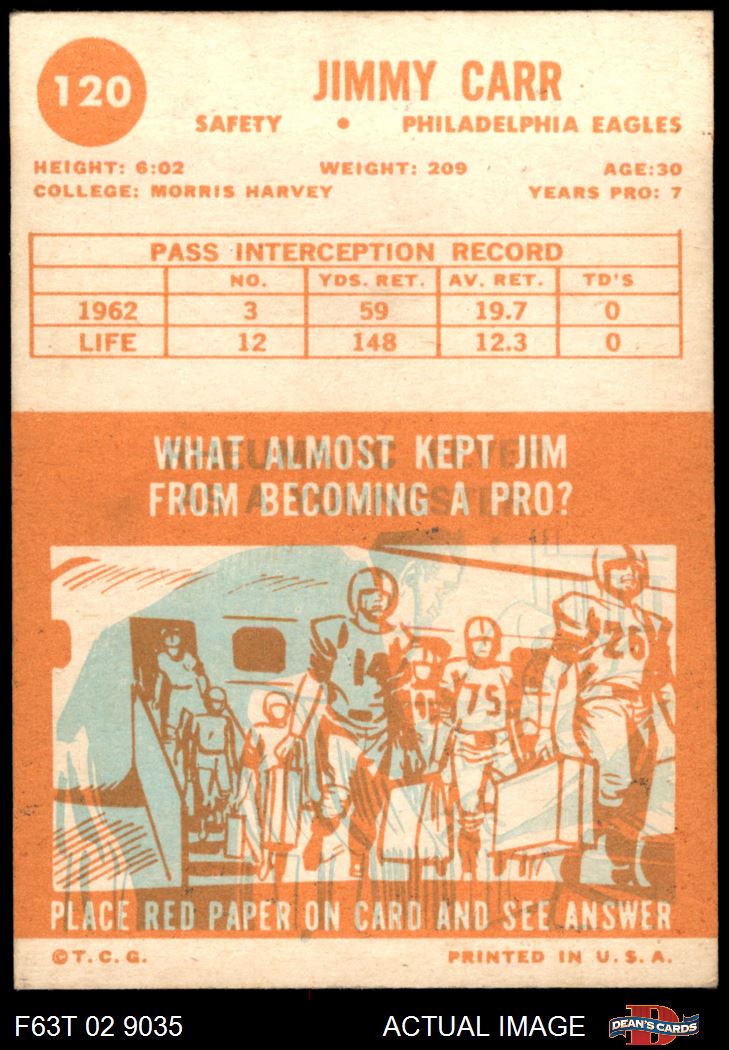 120
JIMMY CARR
SAFETY • PHILADELPHIA EAGLES
HEIGHT: 6:02 WEIGHT: 209 AGE:30
COLLEGE: MORRIS HARVEY YEARS PRO: 7
PASS INTERCEPTION RECORD
NO. YDS. RET. AV. RET. TD'S
1962 3 59 19.7 0
LIFE 12 148 12.3 0
WHAT ALMOST KEPT JIM
FROM BECOMING A PRO?
14
75
26
PLACE RED PAPER ON CARD AND SEE ANSWER
©T.C.G. PRINTED IN U.S.A.
F63T 02 9035 ACTUAL IMAGE DEAN'S CARDS